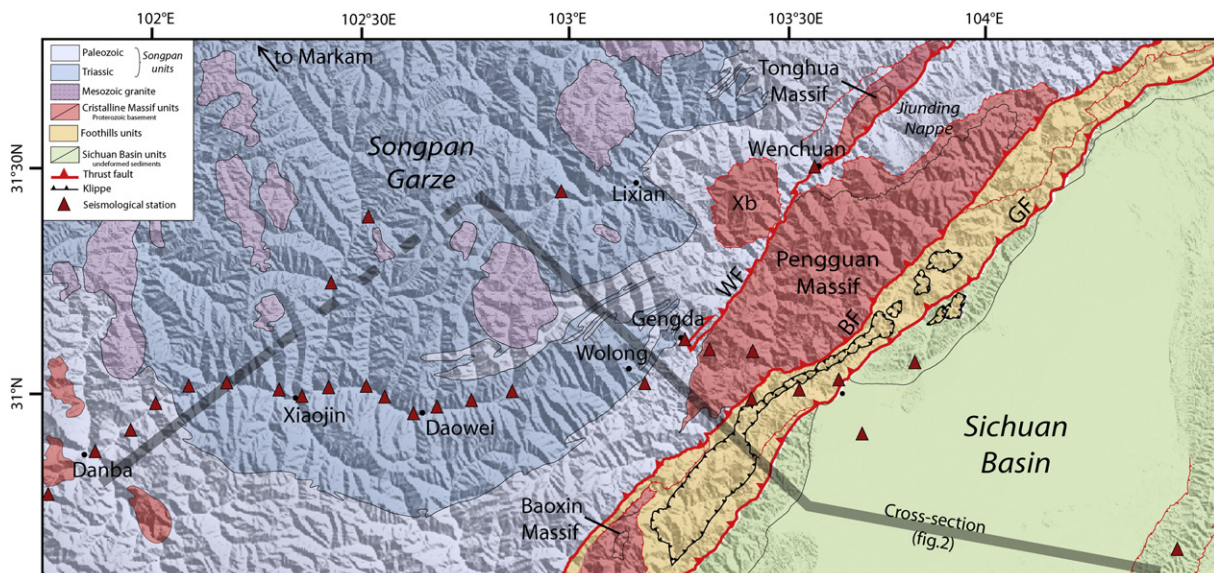 102°E
102°30E
103°E
103°30E
104°E
31°30N
31°N
Paleozoic
Triassic
Songpan
units
Mesozoic granite
Cristalline Massif units
Proterozoic basement
Foothills units
Sichuan Basin units
undeformed sediments
Thrust fault
Klippe
Seismological station
to Markam
Songpan
Garze
Lixian
Tonghua
Massif
Jiunding
Nappe
Wenchuan
Xb
WF
Pengguan
Massif
BF
GF
Gengda
Wolong
Xiaojin
Daowei
Danba
Baoxin
Massif
Sichuan
Basin
Cross-section
(fig.2)